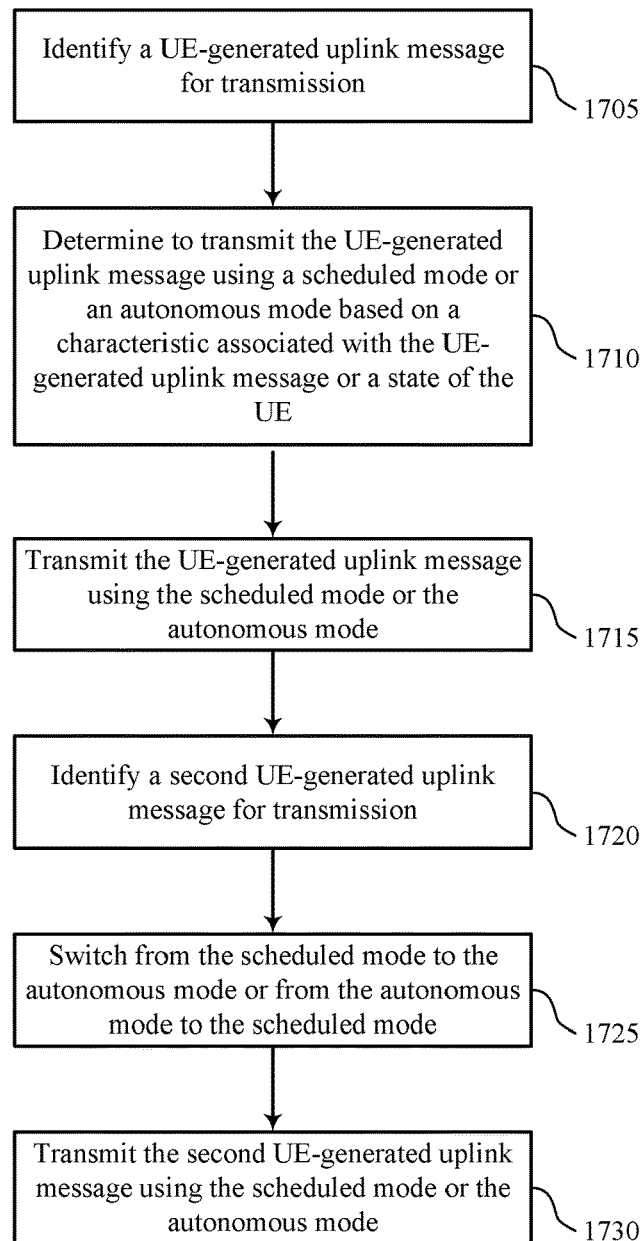 Identify a UE-generated uplink message
for transmission
1705
Determine to transmit the UE-generated
uplink message using a scheduled mode or
an autonomous mode based on a
characteristic associated with the UE-
generated uplink message or a state of the
UE
1710
Transmit the UE-generated uplink message
using the scheduled mode or the
autonomous mode
1715
Identify a second UE-generated uplink
message for transmission
1720
Switch from the scheduled mode to the
autonomous mode or from the autonomous
mode to the scheduled mode
1725
Transmit the second UE-generated uplink
message using the scheduled mode or the
autonomous mode
1730